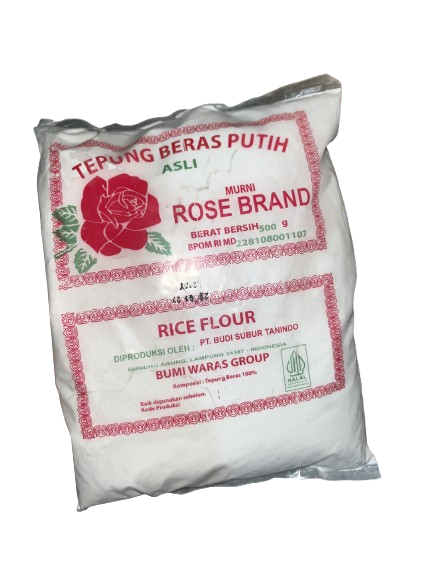 TEPUNG BERAS PUTIH
ASLI
MURNI
ROSE BRAND
BERAT BERSIH 500 g
BPOM RI MD 228108001107
RICE FLOUR
DIPRODUKSI OLEH : PT. BUDI SUBUR TANINDO
GUNUNG AGUNG, LAMPUNG 34167 - INDONESIA
BUMI WARAS GROUP
Komposisi : Tepung Beras 100%
Baik digunakan sebelum :
Kode Produksi :
HALAL